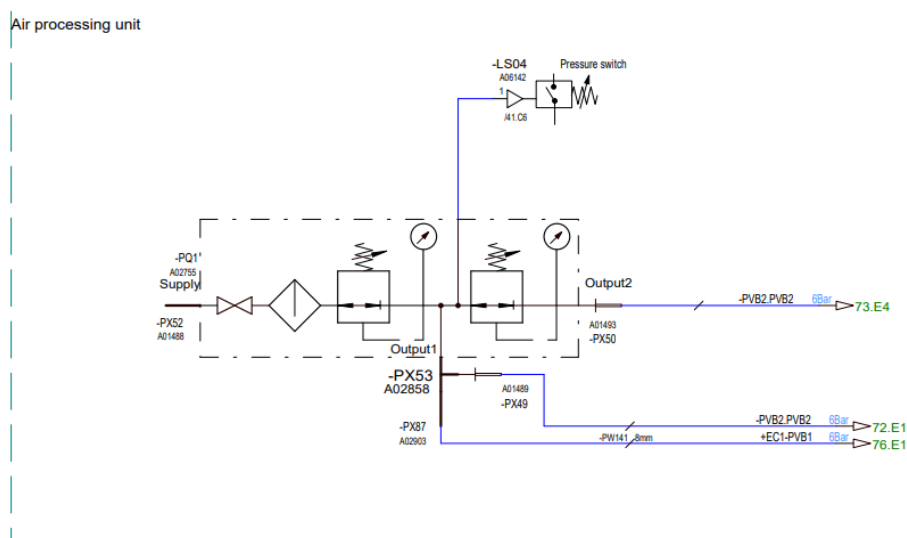 Air processing unit
-LS04
Pressure switch
A06142
1
/41.C6
-PQ1
A02755
Supply
-PX52
A01488
Output2
-PVB2.PVB2
6Bar
73.E4
A01493
-PX50
Output1
-PX53
A02858
A01489
-PX49
-PX87
A02903
-PVB2.PVB2
6Bar
72.E1
-PW141
8mm
+EC1-PVB1
6Bar
76.E1